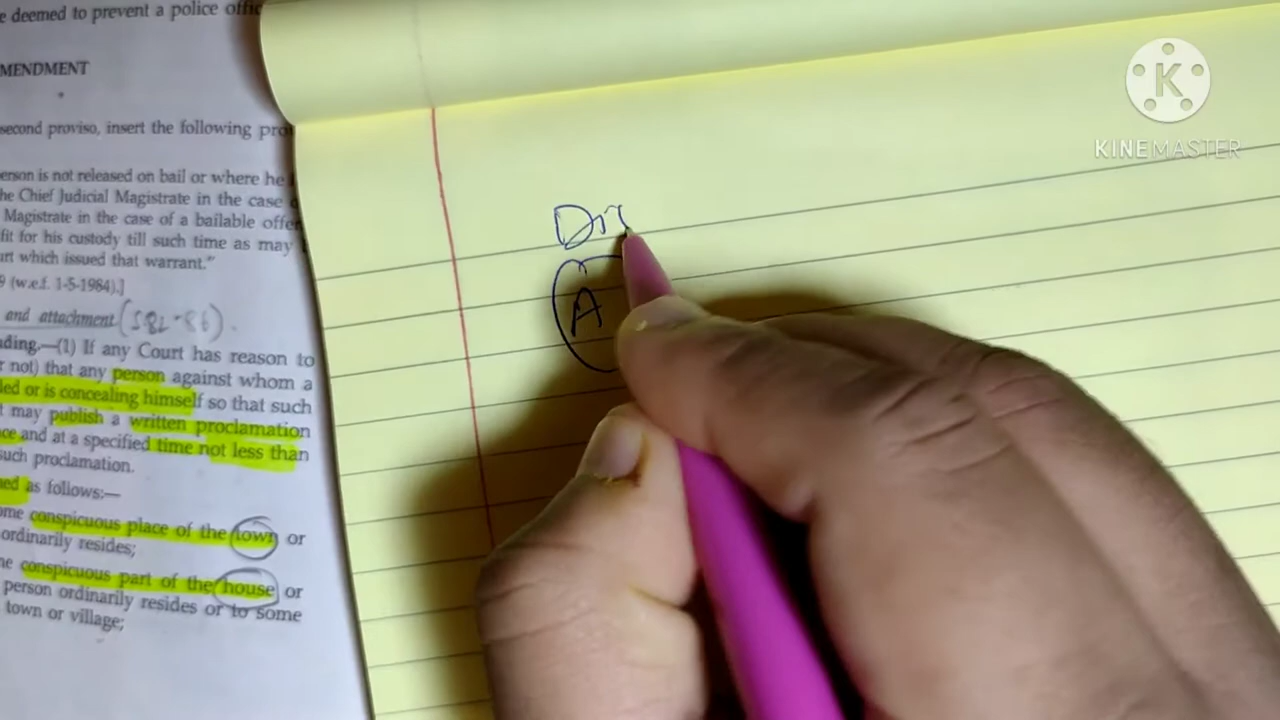 e deemed to prevent a police offic
MENDMENT
second proviso, insert the following pro
erson is not released on bail or where he
he Chief Judicial Magistrate in the case
Magistrate in the case of a bailable offen
fit for his custody till such time as may
urt which issued that warrant."
9 (w.e.f. 1-5-1984).]
and attachment (S82-86).
ding.—(1) If any Court has reason to
r not) that any person against whom a
led or is concealing himself so that such
t may publish a written proclamation
ce and at a specified time not less than
such proclamation.
ned as follows:—
ome conspicuous place of the town or
ordinarily resides;
ne conspicuous part of the house or
person ordinarily resides or to some
town or village;
A
K
KINEMASTER